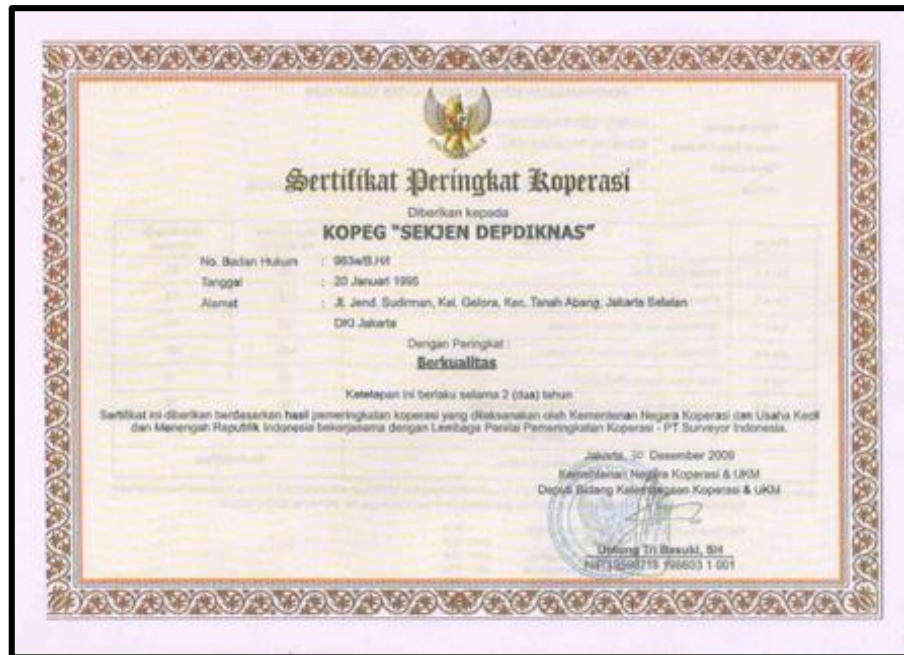 Sertifikat Peringkat Koperasi
Diberikan kepada
KOPEG "SEKJEN DEPDIKNAS"
No. Badan Hukum :
Tanggal : 20 Januari 1995
Alamat : Jl. Jend. Sudirman, Kel. Gelora, Kec. Tanah Abang, Jakarta Selatan
DKI Jakarta
Dengan Peringkat :
Berkualitas
Ketetapan ini berlaku selama 2 (dua) tahun
Sertifikat ini diberikan berdasarkan hasil pemeringkatan koperasi yang dilaksanakan oleh Kementerian Negara Koperasi dan Usaha Kecil
dan Menengah Republik Indonesia bekerjasama dengan Lembaga Penilai Pemeringkatan Koperasi - PT Surveyor Indonesia.
Jakarta, 30 Desember 2009
Kementerian Negara Koperasi & UKM
Deputi Bidang Kelembagaan Koperasi & UKM
Untung Tri Basuki, SH